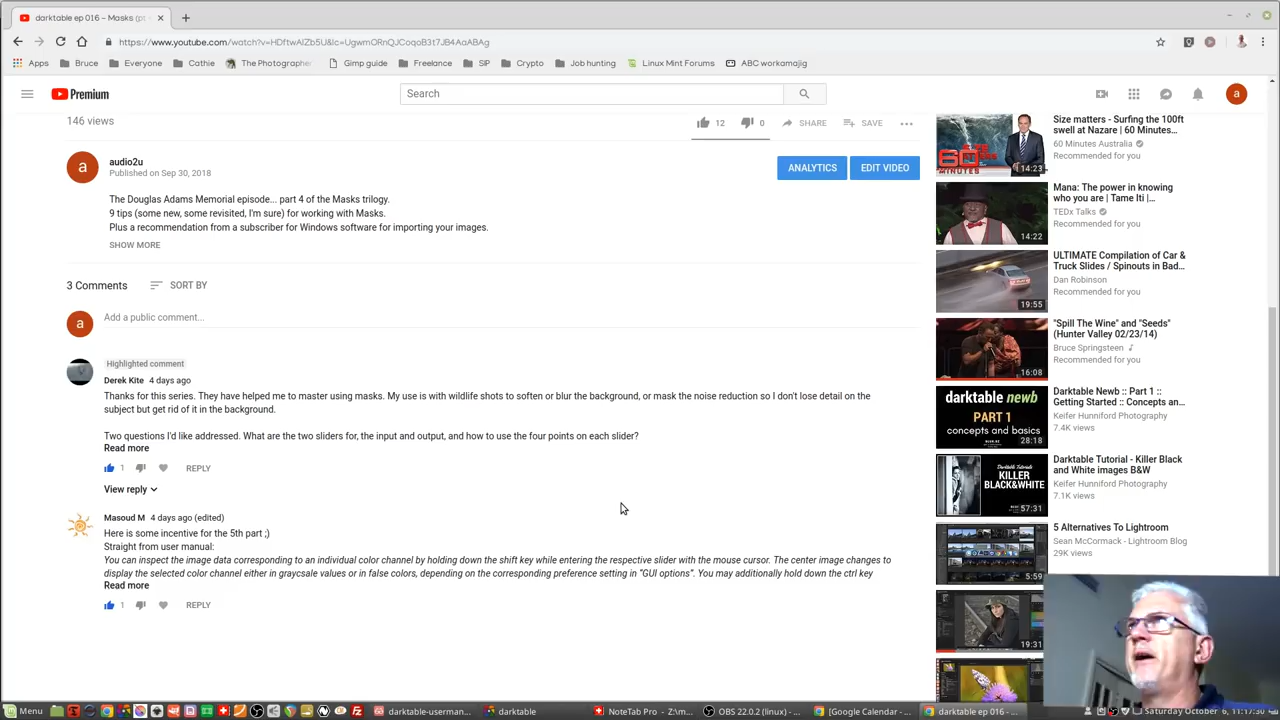 darktable ep 016 – Masks (pt
https://www.youtube.com/watch?v=HDftwAIZb5U&lc=UgwmORnQJCoqoB3t7JB4AaABAg
Apps Bruce Everyone Cathie The Photographer Gimp guide Freelance SIP Crypto Job hunting Linux Mint Forums ABC workamajig
Premium
Search
a
146 views
12 0 SHARE SAVE
a
audio2u
Published on Sep 30, 2018
ANALYTICS EDIT VIDEO
The Douglas Adams Memorial episode... part 4 of the Masks trilogy.
9 tips (some new, some revisited, I'm sure) for working with Masks.
Plus a recommendation from a subscriber for Windows software for importing your images.
SHOW MORE
3 Comments SORT BY
a
Add a public comment...
Highlighted comment
Derek Kite 4 days ago
Thanks for this series. They have helped me to master using masks. My use is with wildlife shots to soften or blur the background, or mask the noise reduction so I don't lose detail on the
subject but get rid of it in the background.
Two questions I'd like addressed. What are the two sliders for, the input and output, and how to use the four points on each slider?
Read more
1 REPLY
View reply
Masoud M 4 days ago (edited)
Here is some incentive for the 5th part ;)
Straight from user manual:
You can inspect the image data corresponding to an individual color channel by holding down the shift key while entering the respective slider with the mouse cursor. The center image changes to
display the selected color channel either in grayscale values or in false colors, depending on the corresponding preference setting in "GUI options". You may additionally hold down the ctrl key
Read more
1 REPLY
60
MINUTES
14:23
Size matters - Surfing the 100ft
swell at Nazare | 60 Minutes...
60 Minutes Australia
Recommended for you
14:22
Mana: The power in knowing
who you are | Tame Iti |...
TEDx Talks
Recommended for you
19:55
ULTIMATE Compilation of Car &
Truck Slides / Spinouts in Bad...
Dan Robinson
Recommended for you
16:08
"Spill The Wine" and "Seeds"
(Hunter Valley 02/23/14)
Bruce Springsteen
Recommended for you
darktable newb
PART 1
concepts and basics
28:18
Darktable Newb :: Part 1 ::
Getting Started :: Concepts an...
Keifer Hunniford Photography
7.4K views
KILLER
BLACK&WHITE
57:31
Darktable Tutorial - Killer Black
and White images B&W
Keifer Hunniford Photography
7.1K views
5:59
5 Alternatives To Lightroom
Sean McCormack - Lightroom Blog
29K views
19:31
Menu darktable-userman... darktable NoteTab Pro - Z:\m... OBS 22.0.2 (linux) -... [Google Calendar -... darktable ep 016 -... Saturday October 6, 11:17:30